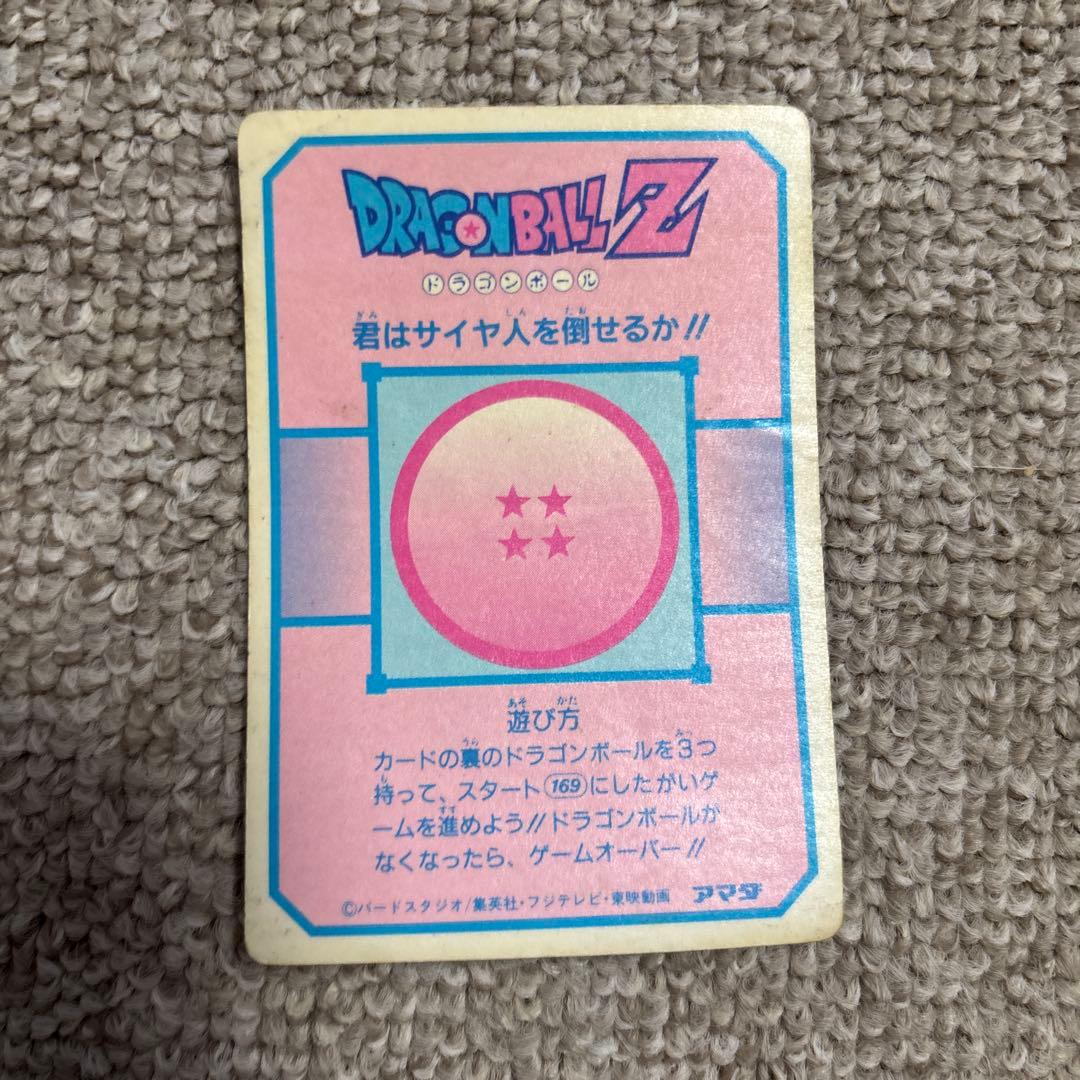 DRAGONBALL Z
ドラゴンボール
君はサイヤ人を倒せるか!!
遊び方
カードの裏のドラゴンボールを3つ
持って、スタート169にしたがいゲ
ームを進めよう!!ドラゴンボールが
なくなったら、ゲームオーバー!!
©バードスタジオ/集英社・フジテレビ・東映動画 アマダ